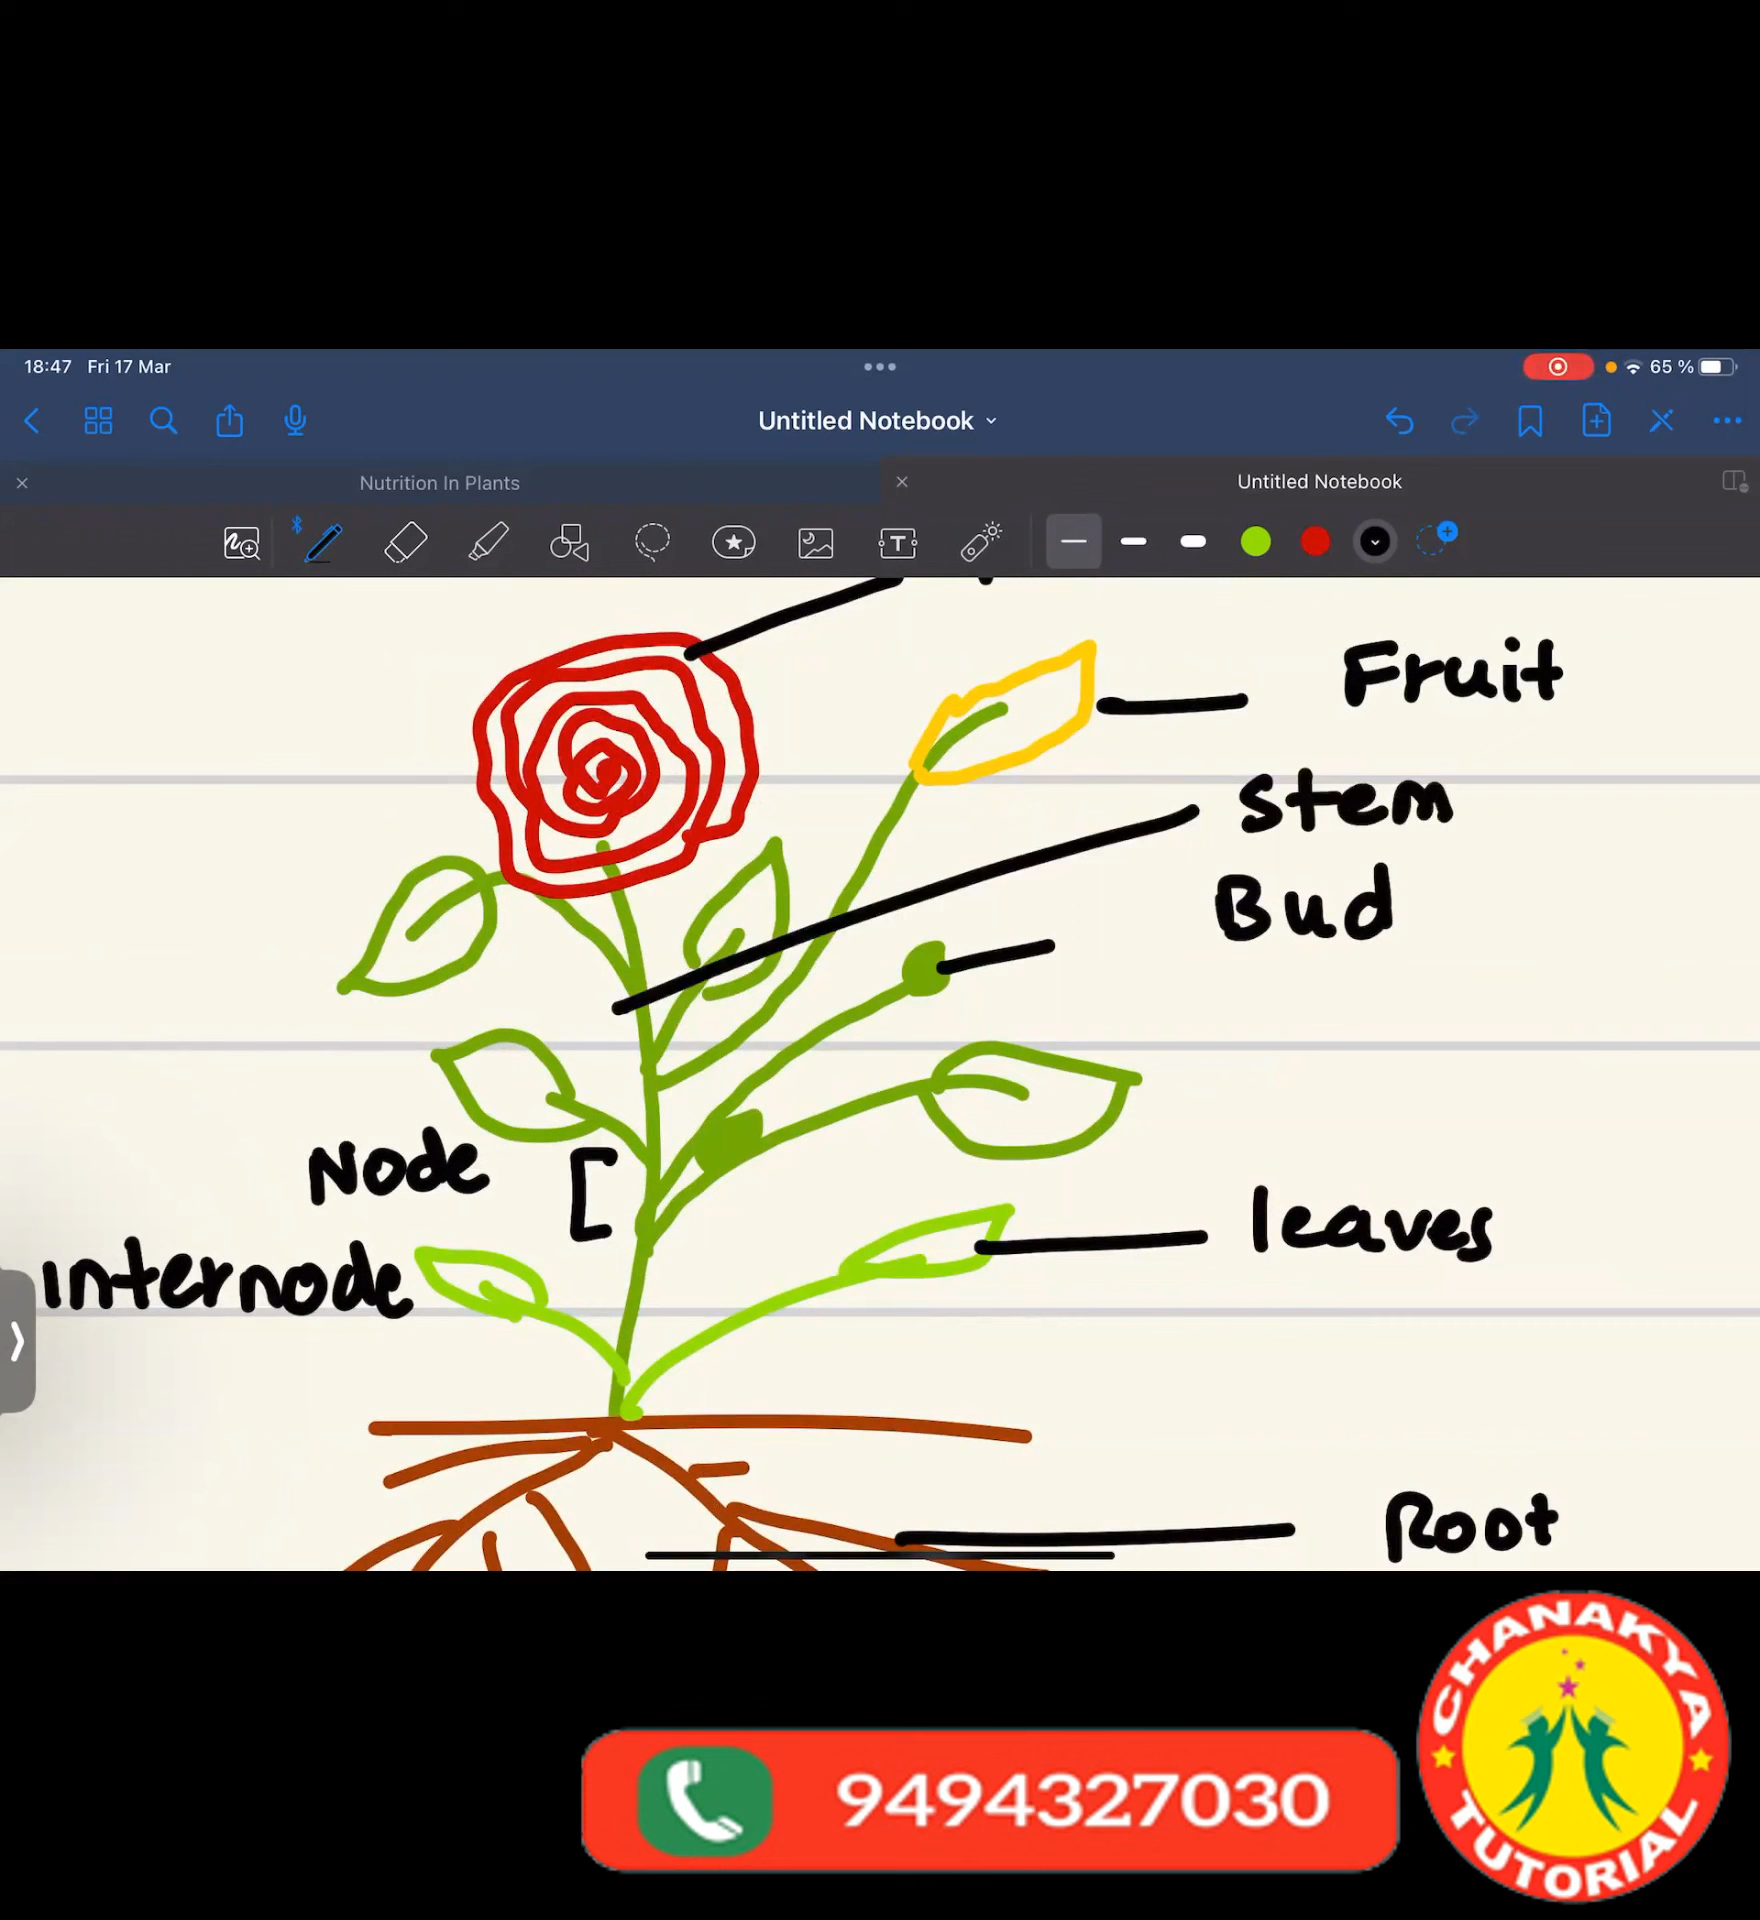 18:47 Fri 17 Mar
65 %
Untitled Notebook
Nutrition In Plants
Untitled Notebook
T
Fruit
Stem
Bud
Node
Internode
leaves
Root
CHANAKYA
TUTORIAL
9494327030